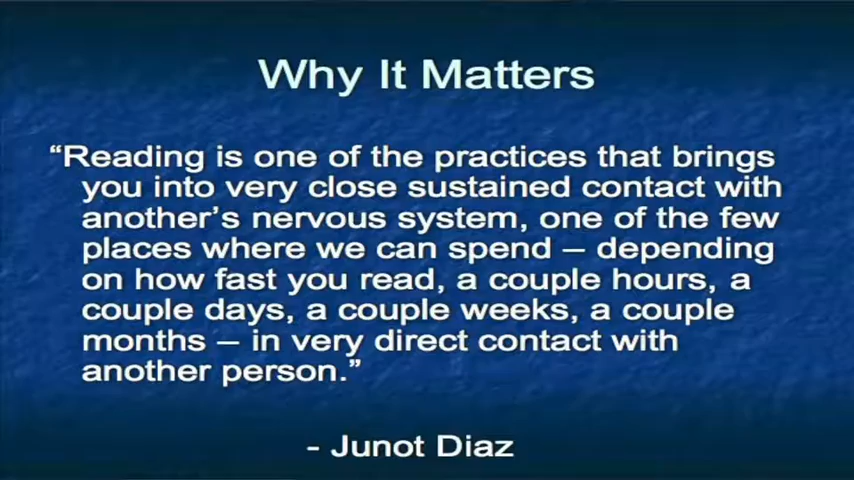 Why It Matters
“Reading is one of the practices that brings
you into very close sustained contact with
another’s nervous system, one of the few
places where we can spend – depending
on how fast you read, a couple hours, a
couple days, a couple weeks, a couple
months – in very direct contact with
another person.”
- Junot Diaz